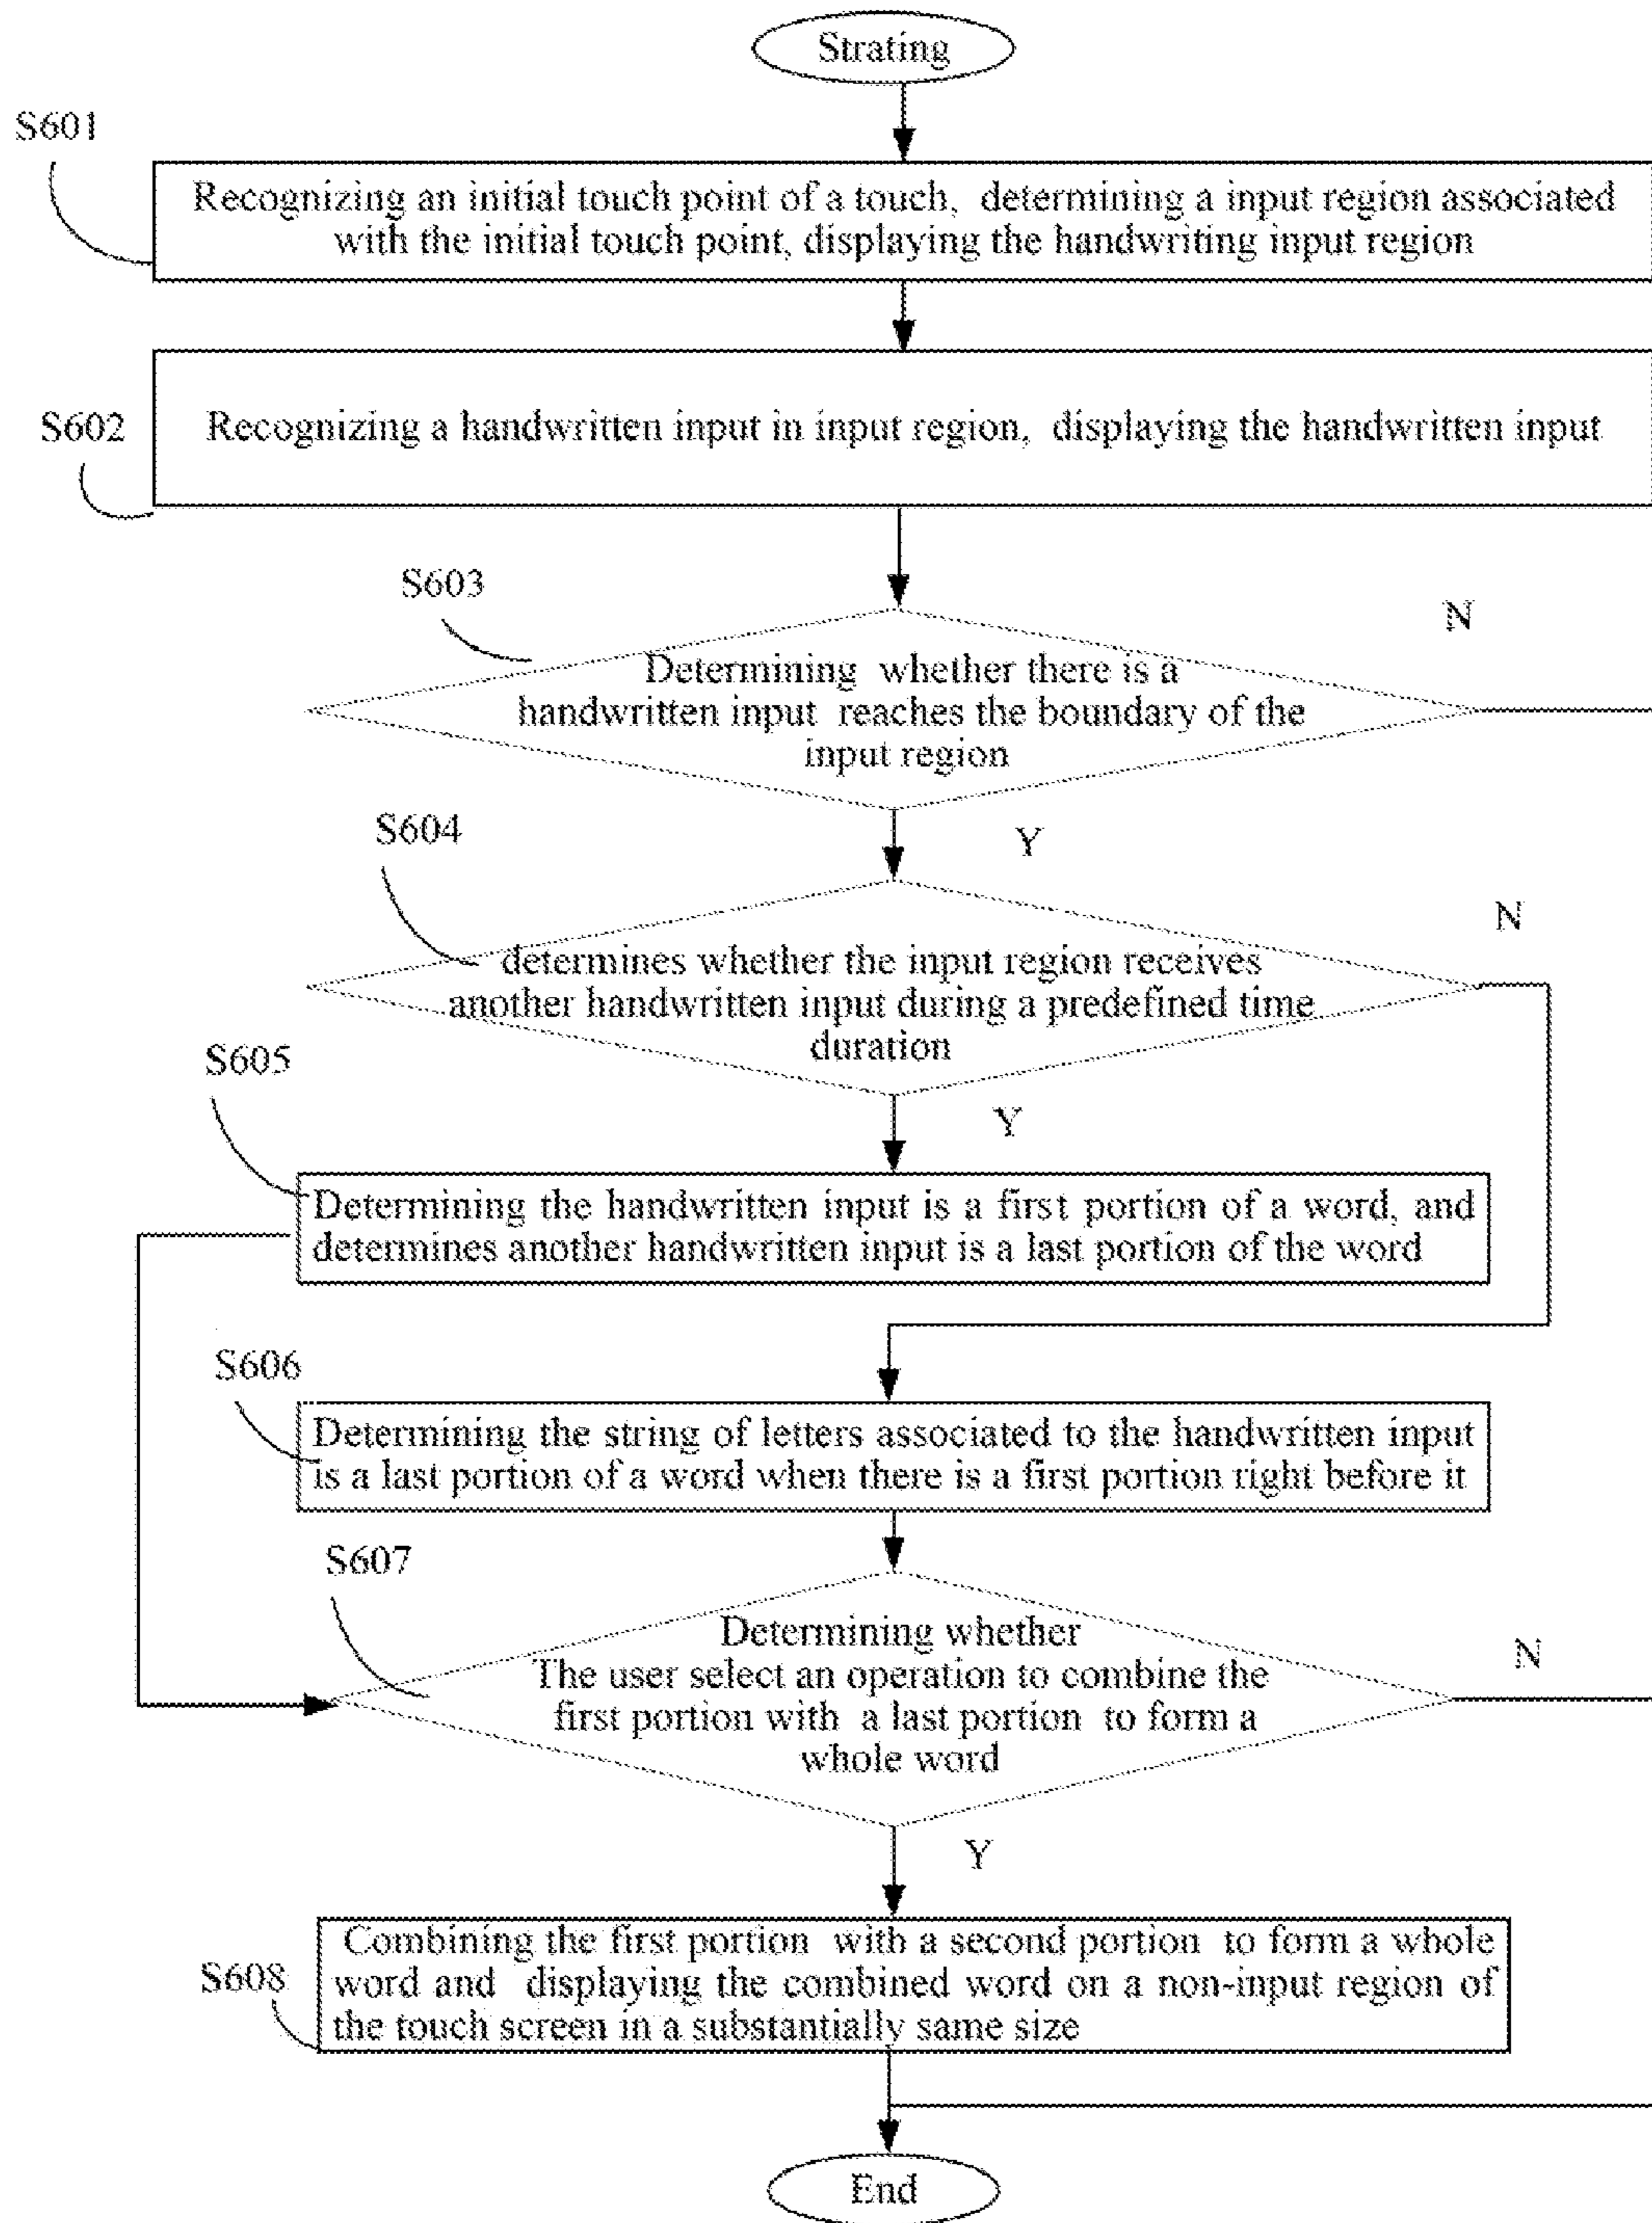 Strating
S601
Recognizing an initial touch point of a touch, determining a input region associated
with the initial touch point, displaying the handwriting input region
S602
Recognizing a handwritten input in input region, displaying the handwritten input
S603
N
Determining whether there is a
handwritten input reaches the boundary of the
input region
Y
S604
N
determines whether the input region receives
another handwritten input during a predefined time
duration
Y
S605
Determining the handwritten input is a first portion of a word, and
determines another handwritten input is a last portion of the word
S606
Determining the string of letters associated to the handwritten input
is a last portion of a word when there is a first portion right before it
S607
N
Determining whether
The user select an operation to combine the
first portion with a last portion to form a
whole word
Y
S608
Combining the first portion with a second portion to form a whole
word and displaying the combined word on a non-input region of
the touch screen in a substantially same size
End